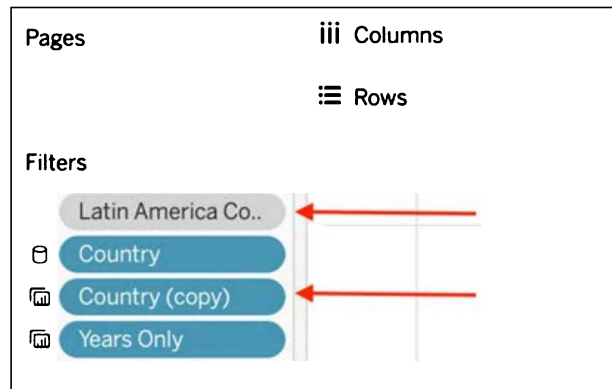 Pages
Columns
Rows
Filters
Latin America Co..
Country
Country (copy)
Years Only